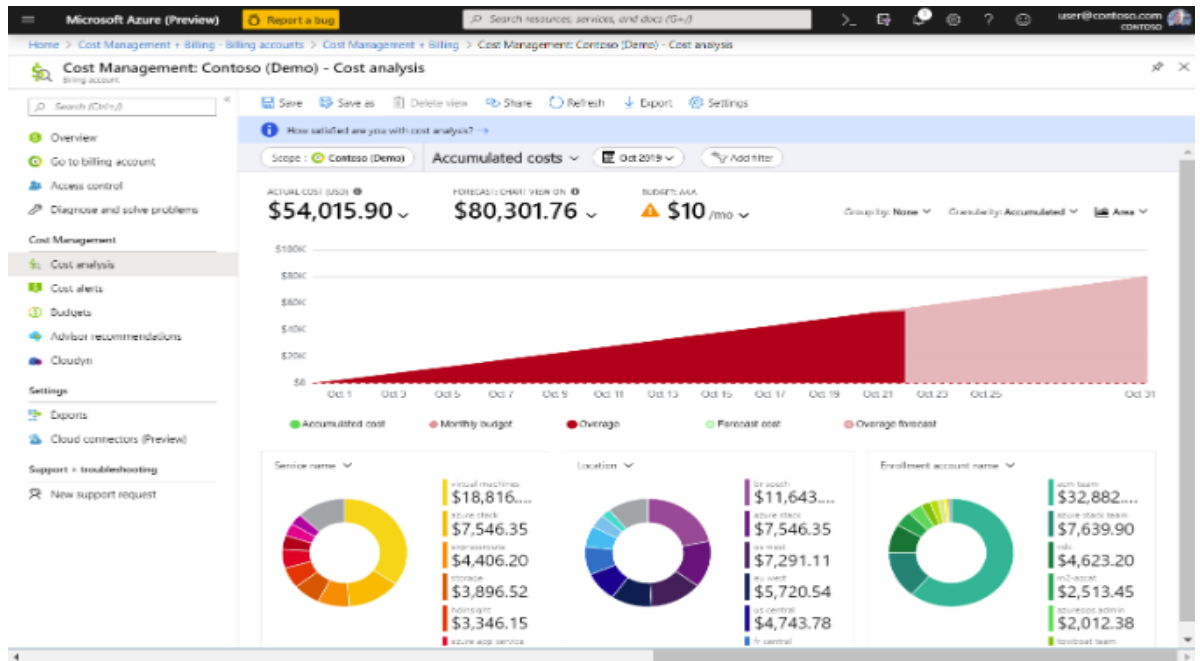 Microsoft Azure (Preview)
Report a bug
Search resources, services, and docs (G+/)
user@contoso.com
CONTOSO
Home > Cost Management + Billing - Billing accounts > Cost Management + Billing > Cost Management: Contoso (Demo) - Cost analysis
Cost Management: Contoso (Demo) - Cost analysis
Billing account
Search (Ctrl+/)
Overview
Go to billing account
Access control
Diagnose and solve problems
Cost Management
Cost analysis
Cost alerts
Budgets
Advisor recommendations
Cloudyn
Settings
Exports
Cloud connectors (Preview)
Support + troubleshooting
New support request
Save Save as Delete view Share Refresh Export Settings
How satisfied are you with cost analysis? →
Scope : Contoso (Demo) Accumulated costs Oct 2019 Add filter
ACTUAL COST (USD) FORECAST: CHART VIEW ON BUDGET: AAA
$54,015.90 $80,301.76 $10 /mo
Group by: None Granularity: Accumulated Area
$100K
$80K
$60K
$40K
$20K
$0
Oct 1 Oct 3 Oct 5 Oct 7 Oct 9 Oct 11 Oct 13 Oct 15 Oct 17 Oct 19 Oct 21 Oct 23 Oct 25 Oct 31
Accumulated cost Monthly budget Overage Forecast cost Overage forecast
Service name
virtual machines
$18,816....
azure stack
$7,546.35
expressroute
$4,406.20
storage
$3,896.52
hdinsight
$3,346.15
azure app service
Location
br south
$11,643....
azure stack
$7,546.35
us west
$7,291.11
eu west
$5,720.54
us central
$4,743.78
fr central
Enrollment account name
acm team
$32,882....
azure stack team
$7,639.90
$4,623.20
$2,513.45
azureops admin
$2,012.38
towboat team